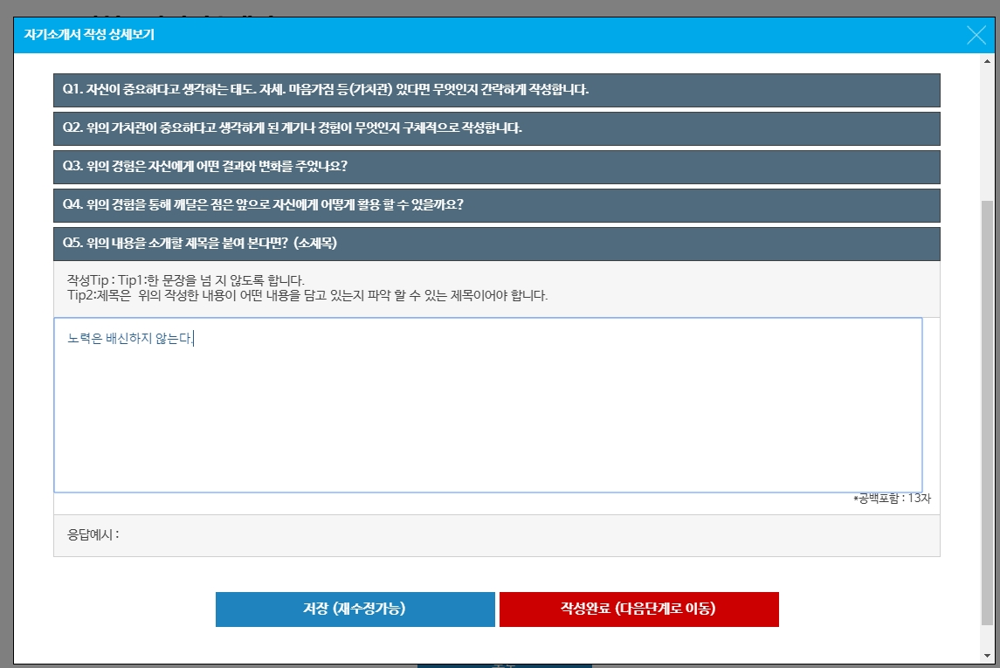 자기소개서 작성 상세보기
Q1. 자신이 중요하다고 생각하는 태도. 자세. 마음가짐 등(가치관) 있다면 무엇인지 간략하게 작성합니다.
Q2. 위의 가치관이 중요하다고 생각하게 된 계기나 경험이 무엇인지 구체적으로 작성합니다.
Q3. 위의 경험은 자신에게 어떤 결과와 변화를 주었나요?
Q4. 위의 경험을 통해 깨달은 점은 앞으로 자신에게 어떻게 활용 할 수 있을까요?
Q5. 위의 내용을 소개할 제목을 붙여 본다면? (소제목)
작성Tip : Tip1:한 문장을 넘 지 않도록 합니다.
Tip2:제목은 위의 작성한 내용이 어떤 내용을 담고 있는지 파악 할 수 있는 제목이어야 합니다.
노력은 배신하지 않는다.
*공백포함 : 13자
응답예시 :
저장 (재수정가능)
작성완료 (다음단계로 이동)